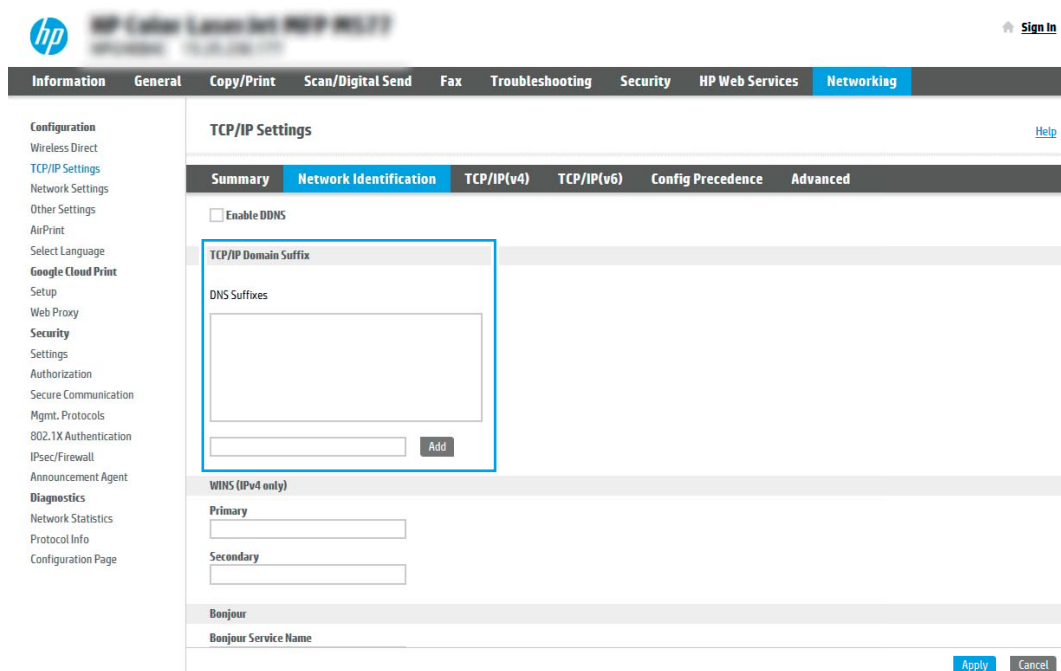 hp
Sign In
Information General Copy/Print Scan/Digital Send Fax Troubleshooting Security HP Web Services Networking
Configuration
Wireless Direct
TCP/IP Settings
Network Settings
Other Settings
AirPrint
Select Language
Google Cloud Print
Setup
Web Proxy
Security
Settings
Authorization
Secure Communication
Mgmt. Protocols
802.1X Authentication
IPsec/Firewall
Announcement Agent
Diagnostics
Network Statistics
Protocol Info
Configuration Page
TCP/IP Settings
Help
Summary Network Identification TCP/IP(v4) TCP/IP(v6) Config Precedence Advanced
Enable DDNS
TCP/IP Domain Suffix
DNS Suffixes
Add
WINS (IPv4 only)
Primary
Secondary
Bonjour
Bonjour Service Name
Apply Cancel